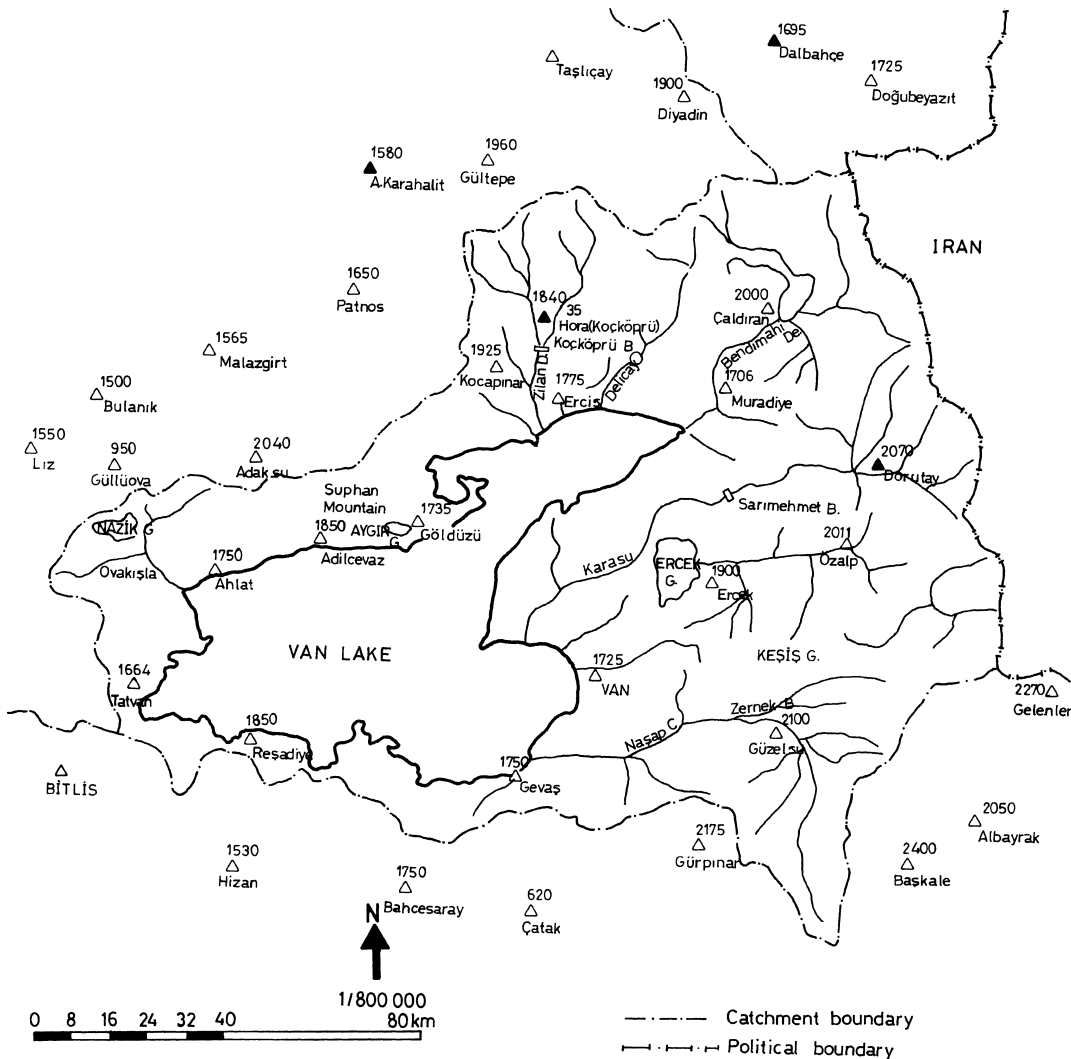 1695
Dalbahçe
Taşlıçay
1725
Doğubeyazıt
1900
Diyadin
1580
A.Karahalit
1960
Gültepe
IRAN
1650
Patnos
1840
35
Hora(Koçköprü)
Koçköprü B
2000
Çaldıran
Bendimahi De.
1565
Malazgirt
1925
Kocapınar
Zilan D.
Deliçay
1775
Erciş
1706
Muradiye
1500
Bulanık
1550
Lız
950
Güllüova
2040
Adaksu
2070
Dorutay
Suphan
Mountain
1735
Göldüzü
AYGIR
G.
Sarımehmet B.
NAZİK G
1850
Adilcevaz
2011
Özalp
Karasu
ERCEK
G.
1900
Ercek
Ovakışla
1750
Ahlat
VAN LAKE
KEŞİŞ G.
1664
Tatvan
1725
VAN
2270
Gelenler
Zernek B.
1850
Reşadiye
Naşap C.
2100
Güzelsu
BİTLİS
1750
Gevaş
2050
Albayrak
2175
Gürpınar
2400
Başkale
1530
Hizan
1750
Bahcesaray
620
Çatak
N
1/800 000
0 8 16 24 32 40 80 km
Catchment boundary
Political boundary